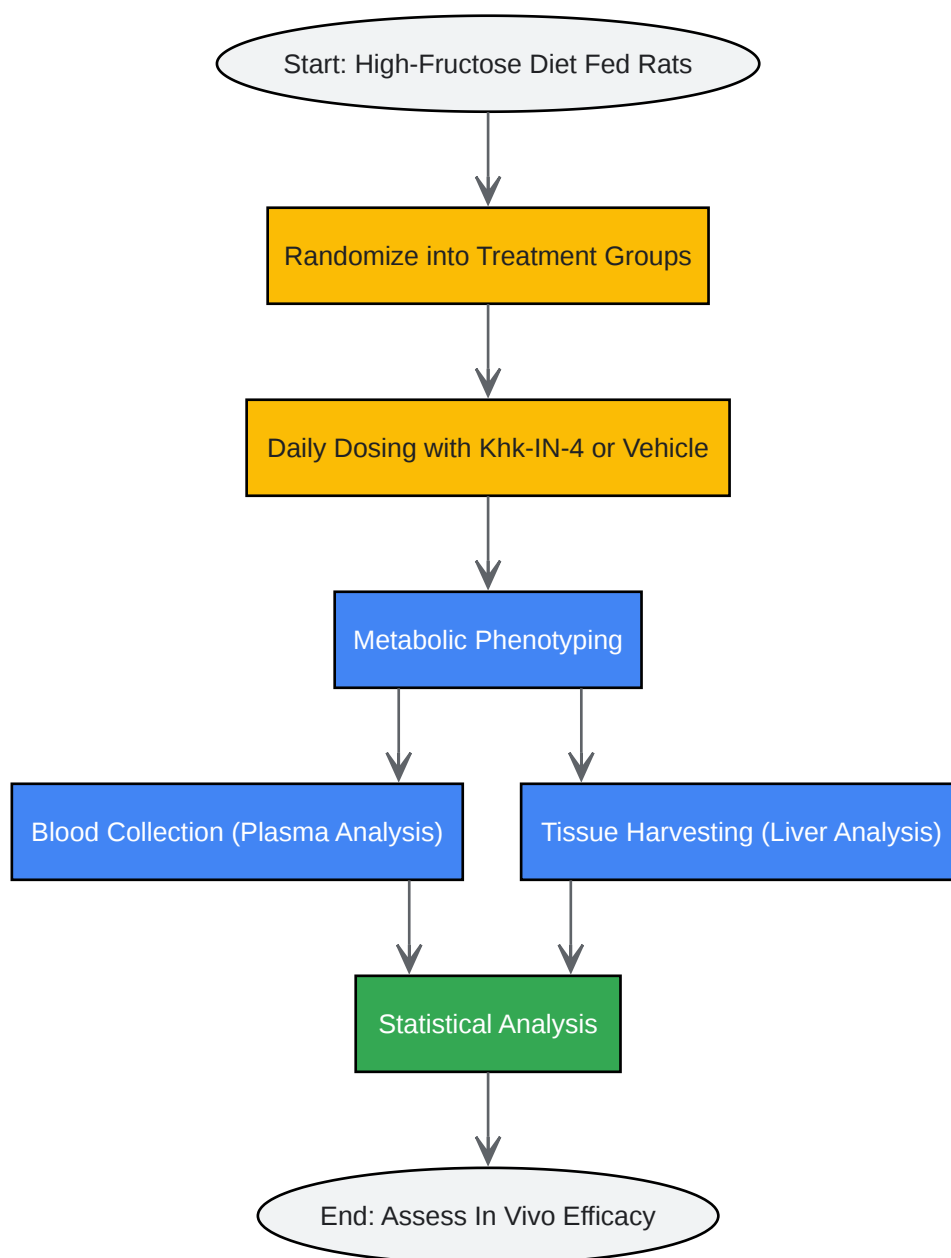 Start: High-Fructose Diet Fed Rats
Randomize into Treatment Groups
Daily Dosing with Khk-IN-4 or Vehicle
Metabolic Phenotyping
Blood Collection (Plasma Analysis)
Tissue Harvesting (Liver Analysis)
Statistical Analysis
End: Assess In Vivo Efficacy